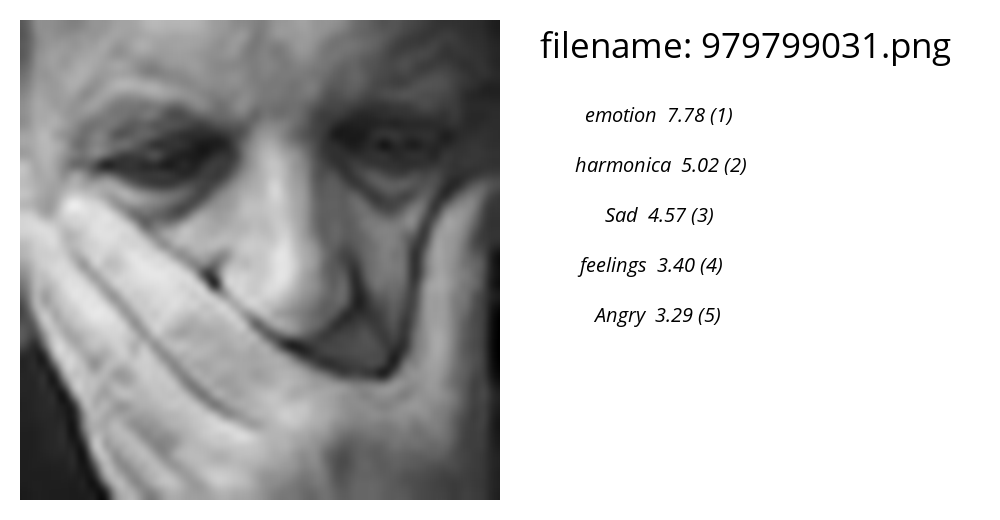 filename: 979799031.png
emotion 7.78 (1)
harmonica 5.02 (2)
Sad 4.57 (3)
feelings 3.40 (4)
Angry 3.29 (5)